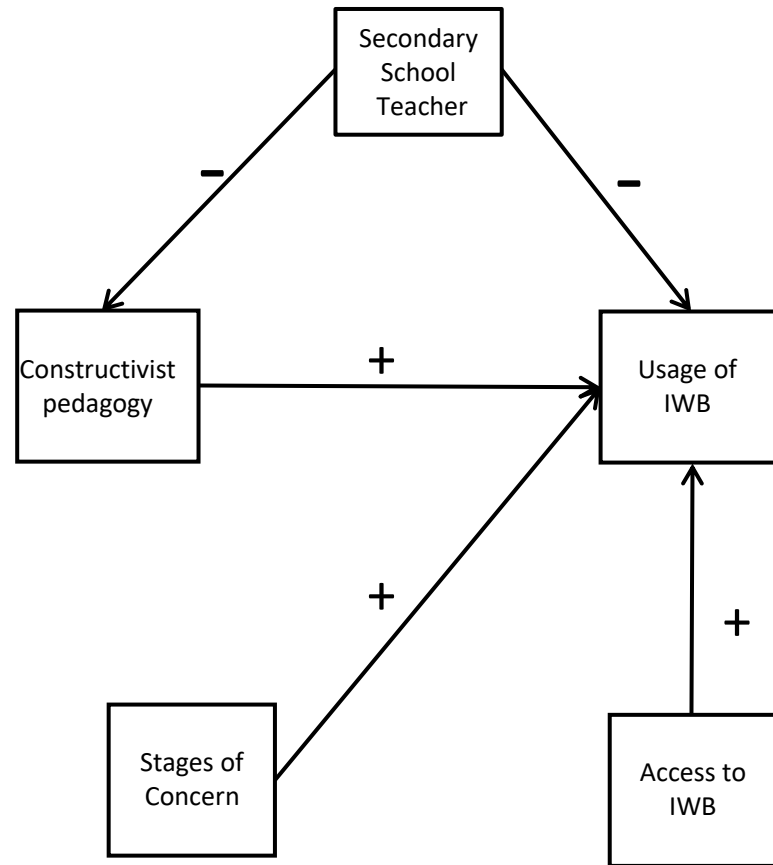 Secondary
School
Teacher
-
-
Constructivist
pedagogy
+
Usage of
IWB
+
+
Stages of
Concern
Access to
IWB